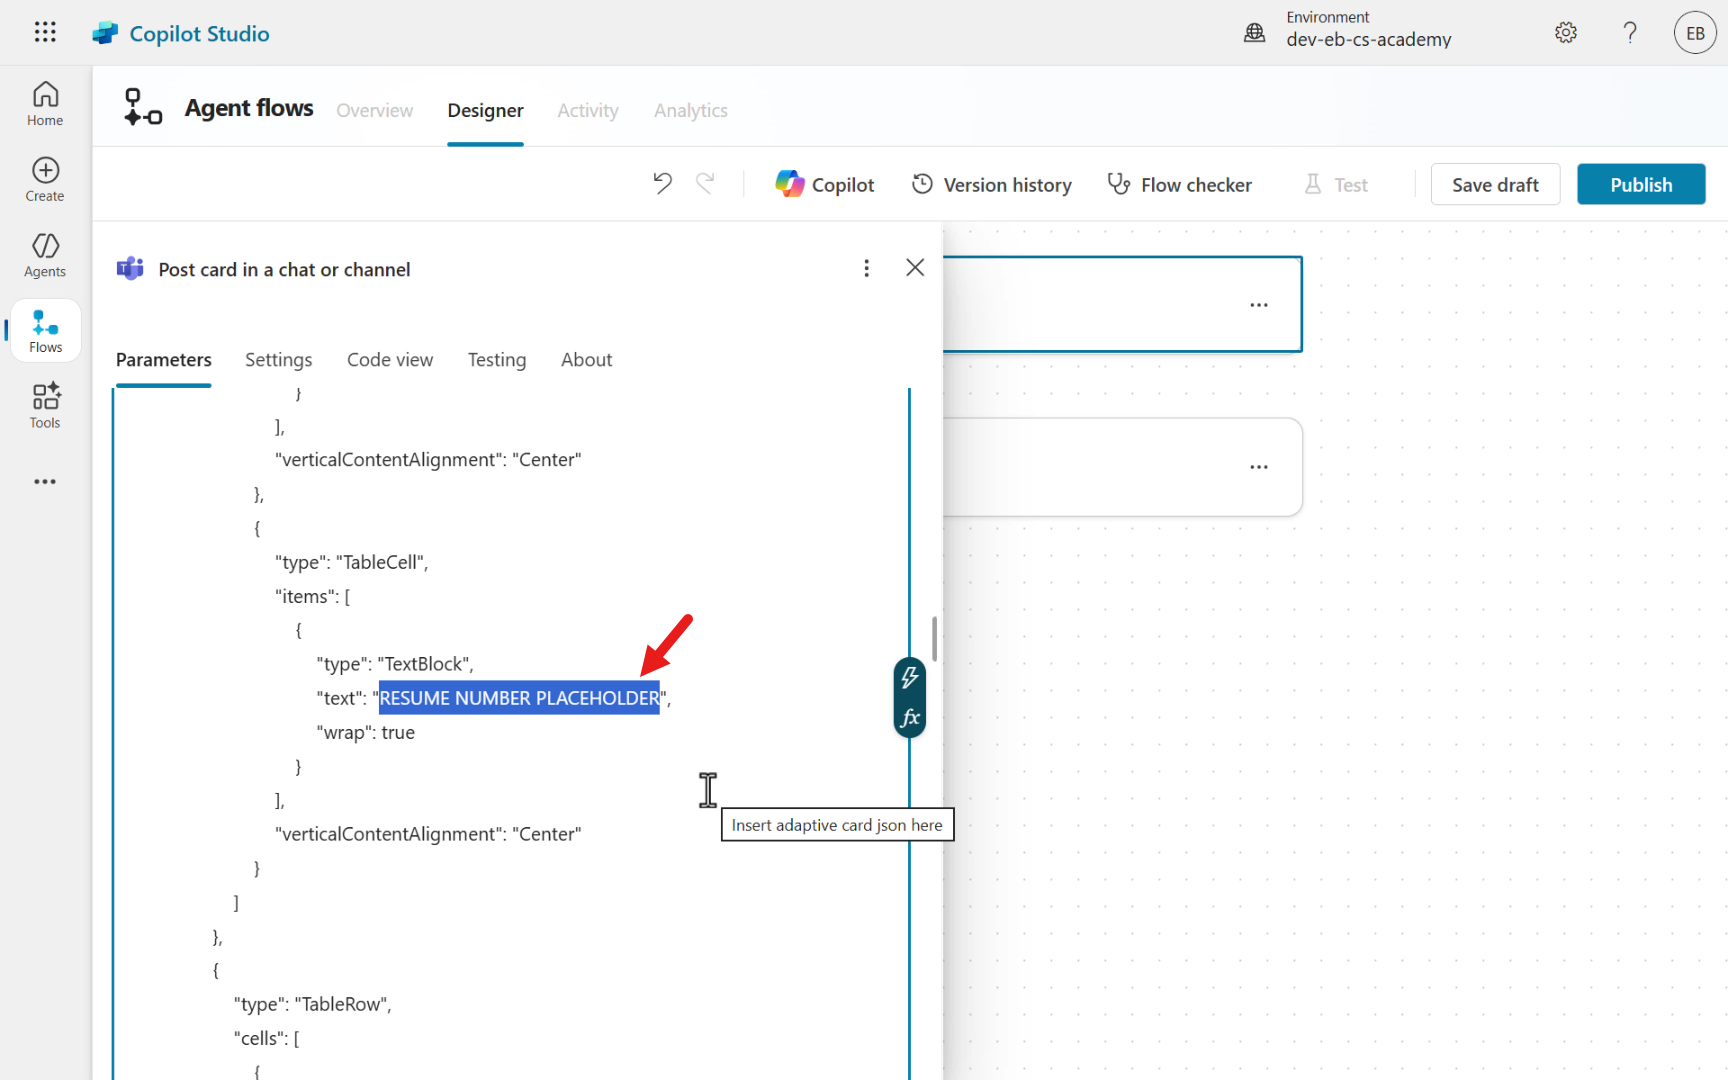 Copilot Studio
Environment
dev-eb-cs-academy
EB
Home
Create
Agents
Flows
Tools
Agent flows
Overview
Designer
Activity
Analytics
Copilot
Version history
Flow checker
Test
Save draft
Publish
Post card in a chat or channel
Parameters
Settings
Code view
Testing
About
}
],
"verticalContentAlignment": "Center"
},
{
"type": "TableCell",
"items": [
{
"type": "TextBlock",
"text": "RESUME NUMBER PLACEHOLDER",
"wrap": true
}
],
"verticalContentAlignment": "Center"
}
]
},
{
"type": "TableRow",
"cells": [
{
fx
Insert adaptive card json here